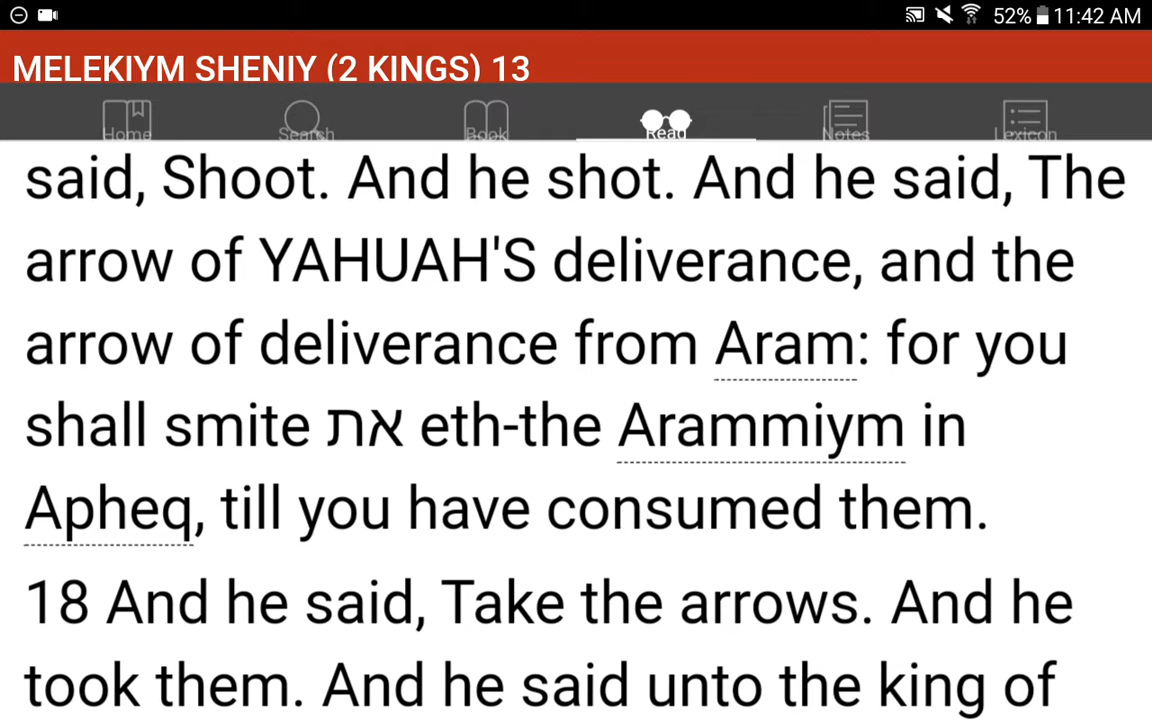 52% 11:42 AM
MELEKIYM SHENIY (2 KINGS) 13
Home Search Book Read Notes Lexicon
said, Shoot. And he shot. And he said, The
arrow of YAHUAH'S deliverance, and the
arrow of deliverance from Aram: for you
shall smite את eth-the Arammiym in
Apheq, till you have consumed them.
18 And he said, Take the arrows. And he
took them. And he said unto the king of